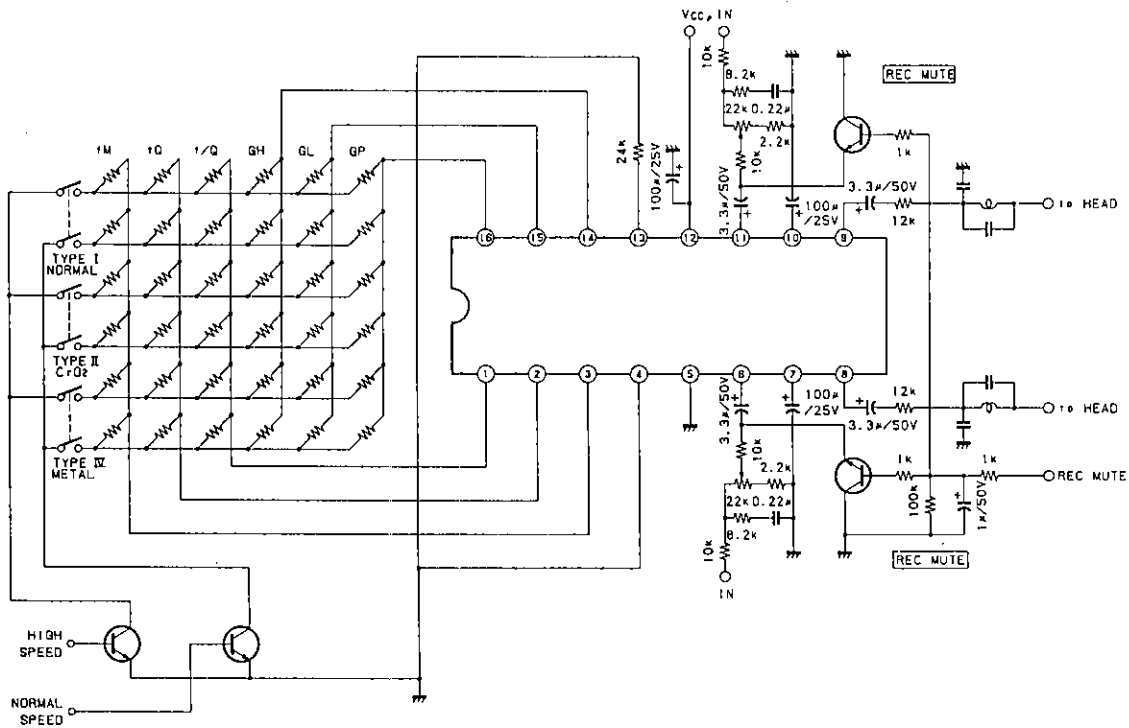 Vcc, IN
10k
8.2k
22k 0.22μ
2.2k
10k
REC MUTE
1k
24k
100μ/25V
3.3μ/50V
100μ
/25V
3.3μ/50V
12k
TO HEAD
fM
fQ
f/Q
GH
GL
GP
16
15
14
13
12
11
10
9
TYPE I
NORMAL
TYPE II
CrO2
TYPE IV
METAL
1
2
3
4
5
6
7
8
3.3μ/50V
100μ
/25V
12k
3.3μ/50V
TO HEAD
10k
2.2k
22k 0.22μ
8.2k
10k
IN
1k
1k
REC MUTE
100k
1μ/50V
REC MUTE
HIGH
SPEED
NORMAL
SPEED